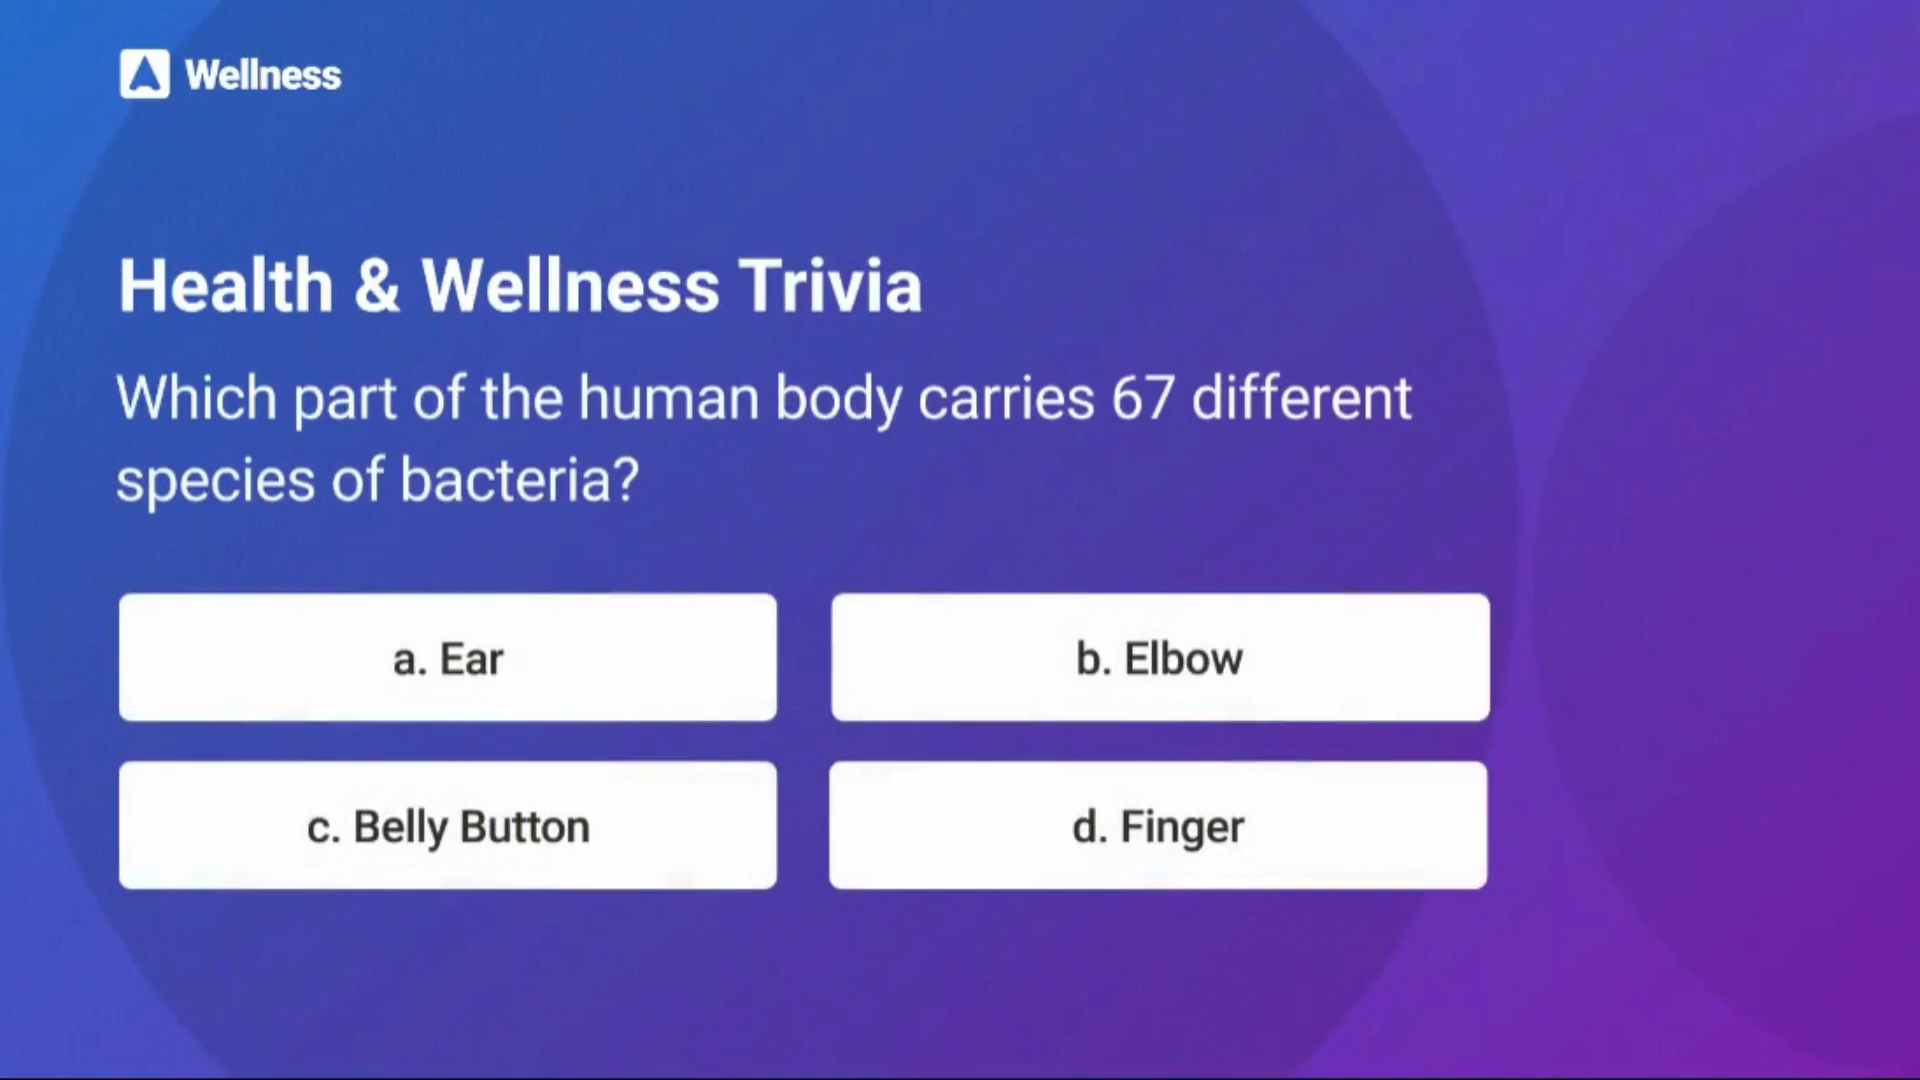 Wellness
Health & Wellness Trivia
Which part of the human body carries 67 different
species of bacteria?
a. Ear
b. Elbow
c. Belly Button
d. Finger